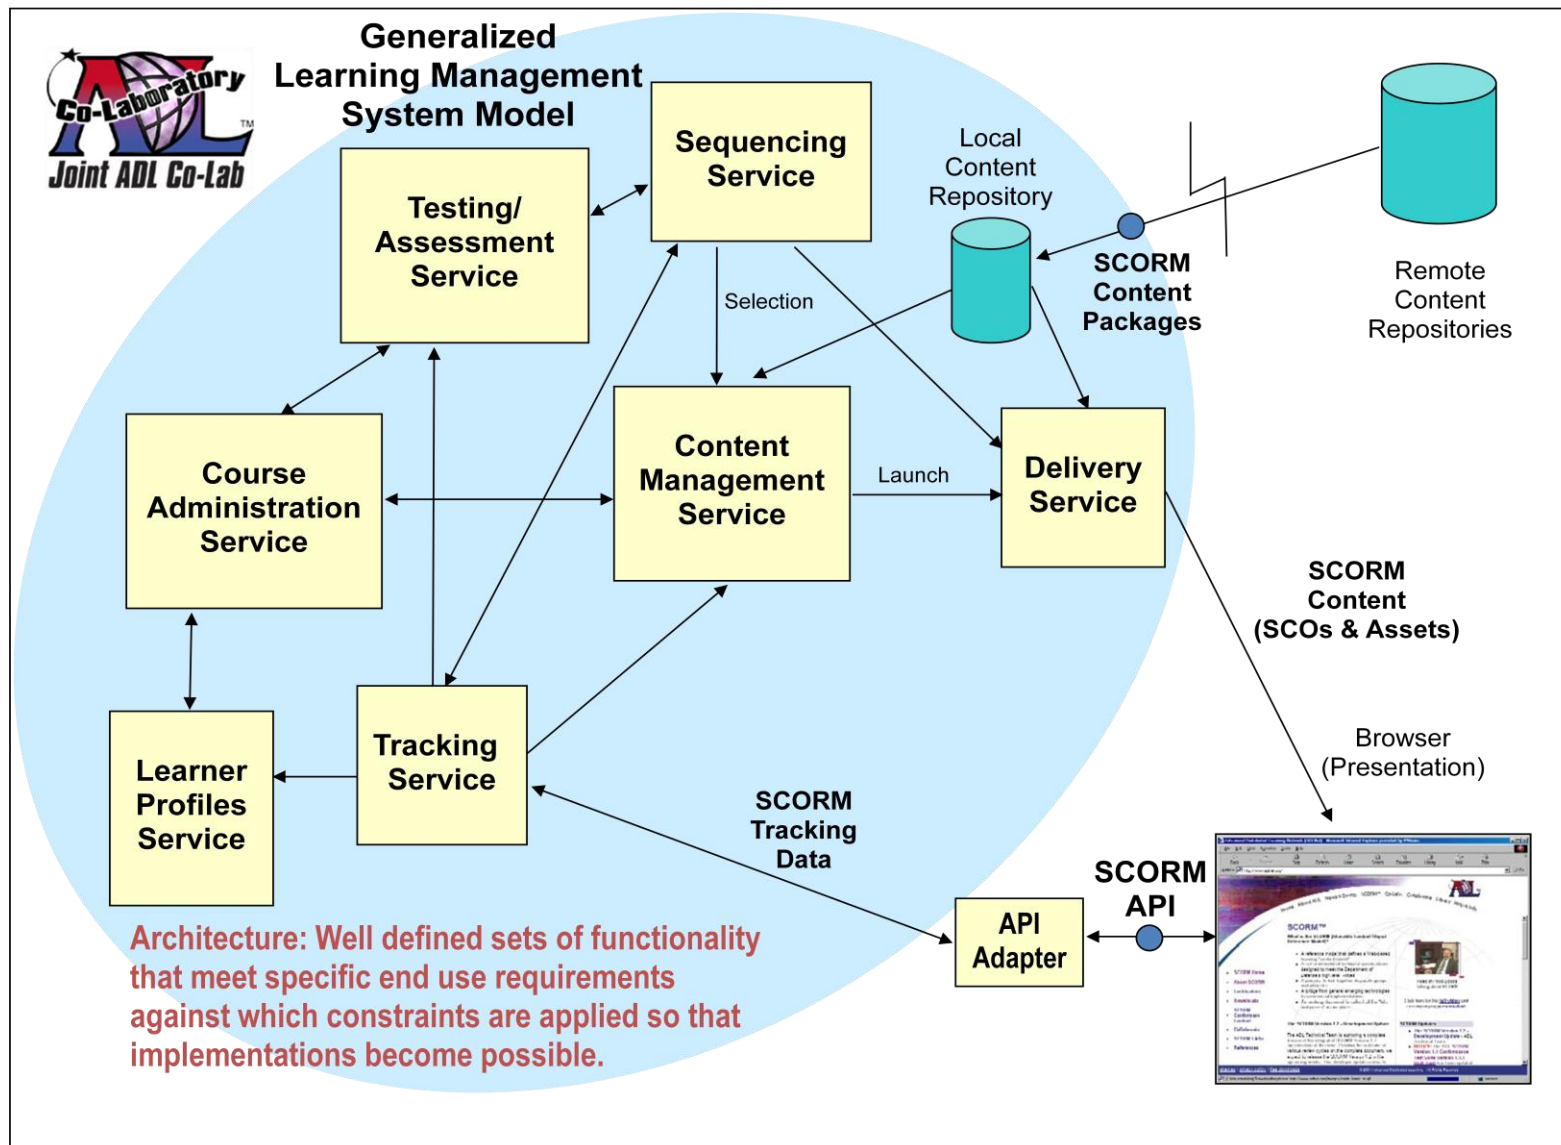 Generalized
Learning Management
System Model
Co-Laboratory
ADL
TM
Joint ADL Co-Lab
Sequencing
Service
Testing/
Assessment
Service
Local
Content
Repository
SCORM
Content
Packages
Remote
Content
Repositories
Selection
Course
Administration
Service
Content
Management
Service
Launch
Delivery
Service
SCORM
Content
(SCOs & Assets)
Learner
Profiles
Service
Tracking
Service
SCORM
Tracking
Data
Browser
(Presentation)
SCORM
API
API
Adapter
Architecture: Well defined sets of functionality
that meet specific end use requirements
against which constraints are applied so that
implementations become possible.
SCORM™